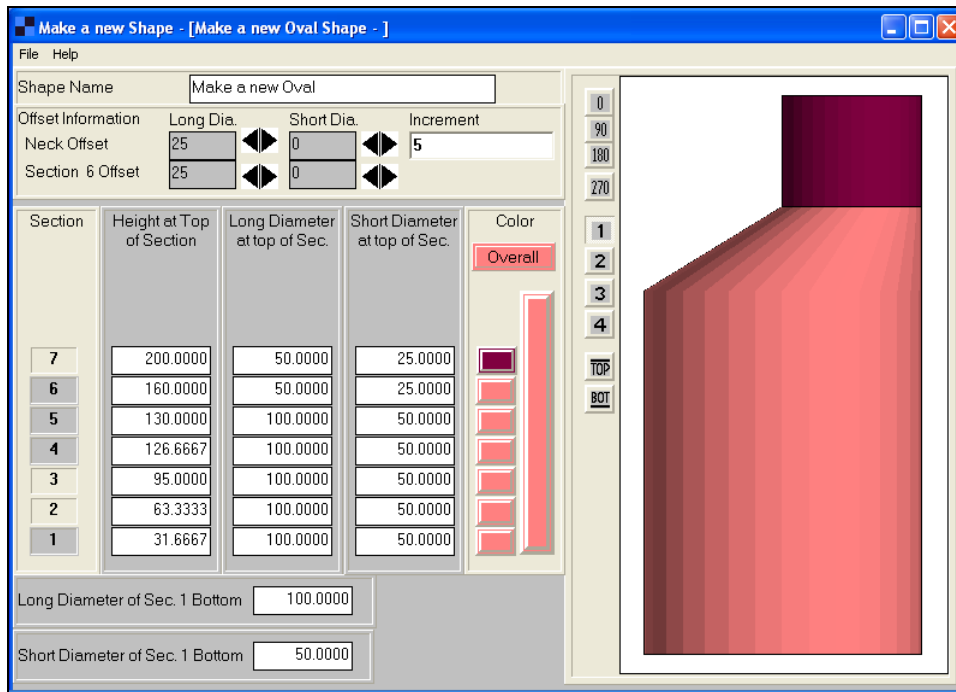 Make a new Shape - [Make a new Oval Shape - ]
File Help
Shape Name Make a new Oval
Offset Information Long Dia. Short Dia. Increment
Neck Offset 25 0 5
Section 6 Offset 25 0
Section Height at Top Long Diameter Short Diameter Color
of Section at top of Sec. at top of Sec.
Overall
7 200.0000 50.0000 25.0000
6 160.0000 50.0000 25.0000
5 130.0000 100.0000 50.0000
4 126.6667 100.0000 50.0000
3 95.0000 100.0000 50.0000
2 63.3333 100.0000 50.0000
1 31.6667 100.0000 50.0000
Long Diameter of Sec. 1 Bottom 100.0000
Short Diameter of Sec. 1 Bottom 50.0000
0
90
180
270
1
2
3
4
TOP
BOT